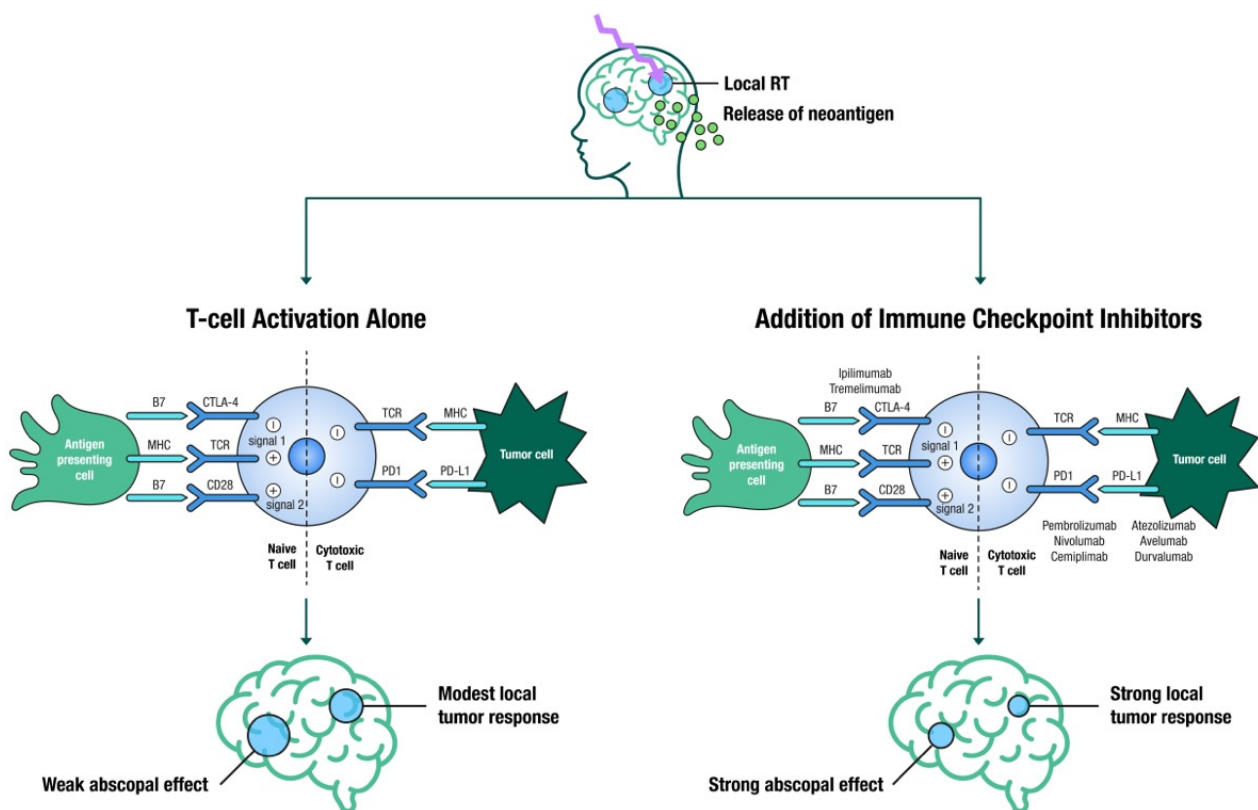 Local RT
Release of neoantigen
T-cell Activation Alone
B7
CTLA-4
signal 1
MHC
TCR
B7
CD28
signal 2
Antigen
presenting
cell
TCR
MHC
PD1
PD-L1
Tumor cell
Naive
T cell
Cytotoxic
T cell
Modest local
tumor response
Weak abscopal effect
Addition of Immune Checkpoint Inhibitors
Ipilimumab
Tremelimumab
B7
CTLA-4
signal 1
MHC
TCR
B7
CD28
signal 2
Antigen
presenting
cell
TCR
MHC
PD1
PD-L1
Tumor cell
Pembrolizumab
Nivolumab
Cemiplimab
Atezolizumab
Avelumab
Durvalumab
Naive
T cell
Cytotoxic
T cell
Strong local
tumor response
Strong abscopal effect